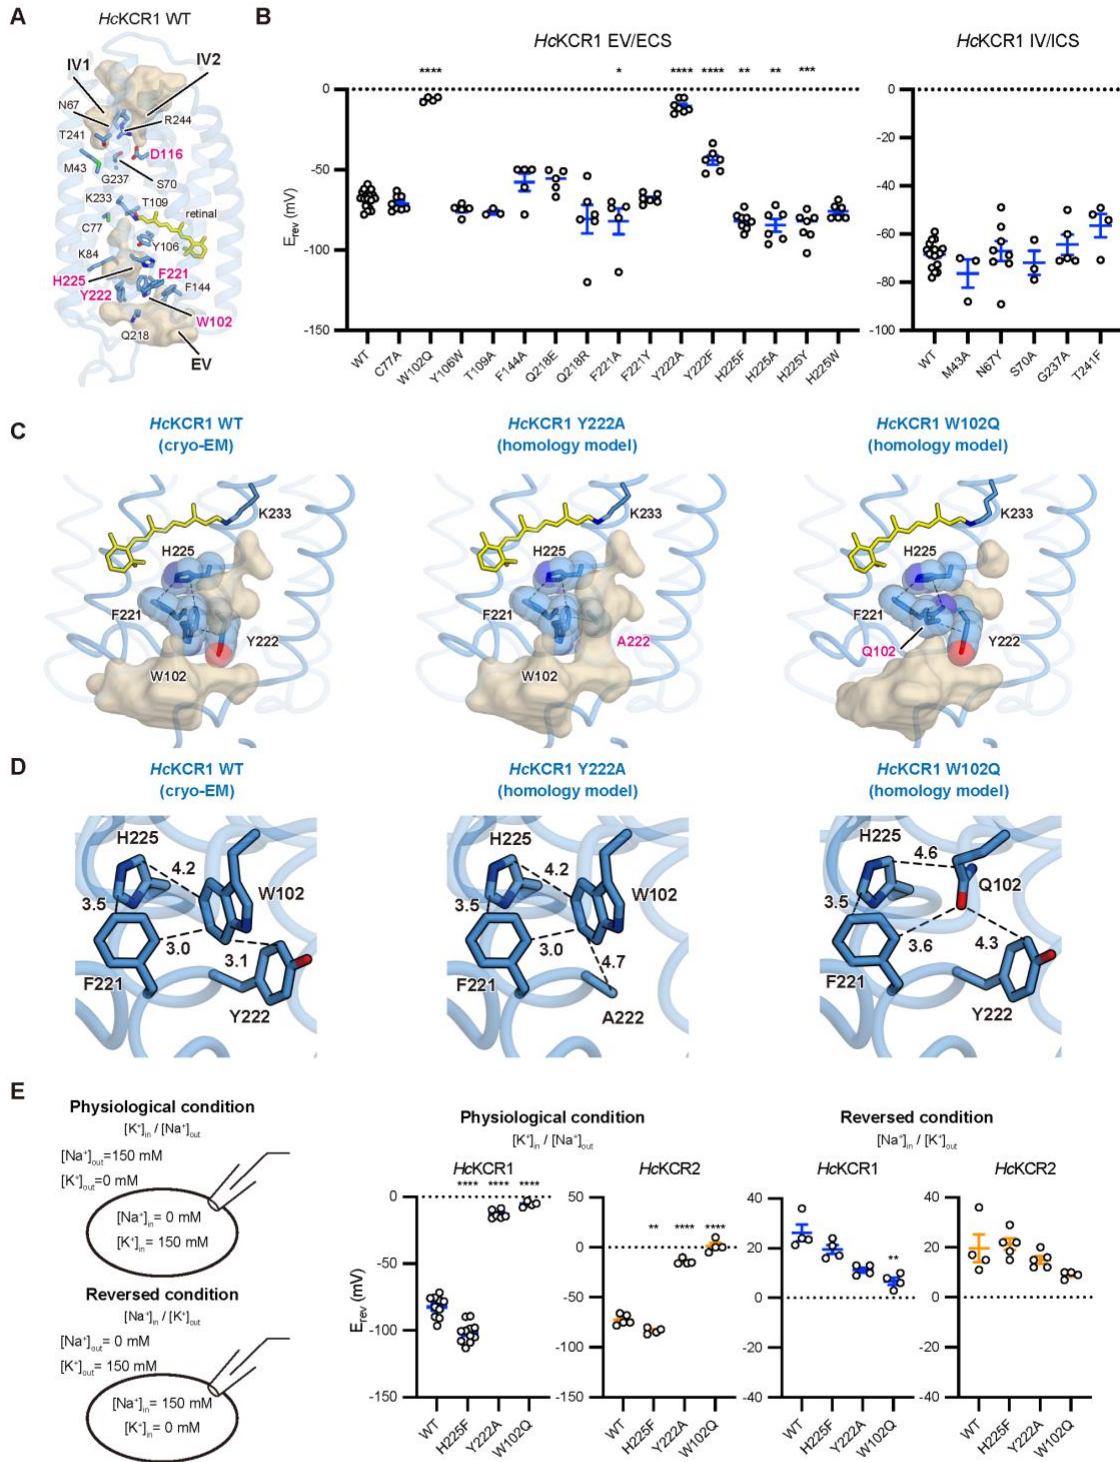 A
HcKCR1 WT
IV1
IV2
N67
R244
T241
D116
M43
G237
S70
K233
T109
retinal
C77
Y106
K84
H225
F221
Y222
F144
W102
Q218
EV
B
HcKCR1 EV/ECS
**** * **** **** ** ** ***
0
-50
-100
-150
Erev (mV)
WT C77A W102Q Y106W T109A F144A Q218E Q218R F221A F221Y Y222A Y222F H225F H225A H225Y H225W
HcKCR1 IV/ICS
0
-20
-40
-60
-80
-100
WT M43A N67Y S70A G237A T241F
C
HcKCR1 WT
(cryo-EM)
K233
H225
F221
Y222
W102
HcKCR1 Y222A
(homology model)
K233
H225
F221
A222
W102
HcKCR1 W102Q
(homology model)
K233
H225
F221
Q102
Y222
D
HcKCR1 WT
(cryo-EM)
H225
4.2
W102
3.5
3.0
3.1
F221
Y222
HcKCR1 Y222A
(homology model)
H225
4.2
W102
3.5
3.0
4.7
F221
A222
HcKCR1 W102Q
(homology model)
H225
4.6
Q102
3.5
3.6
4.3
F221
Y222
E
Physiological condition
[K+]in / [Na+]out
[Na+]out=150 mM
[K+]out=0 mM
[Na+]in= 0 mM
[K+]in= 150 mM
Reversed condition
[Na+]in / [K+]out
[Na+]out= 0 mM
[K+]out= 150 mM
[Na+]in= 150 mM
[K+]in= 0 mM
Physiological condition
[K+]in / [Na+]out
HcKCR1
**** **** ****
0
-50
-100
-150
Erev (mV)
WT H225F Y222A W102Q
HcKCR2
** **** ****
50
0
-50
-100
-150
WT H225F Y222A W102Q
Reversed condition
[Na+]in / [K+]out
HcKCR1
**
40
20
0
20
-40
WT H225F Y222A W102Q
HcKCR2
40
20
0
20
-40
WT H225F Y222A W102Q